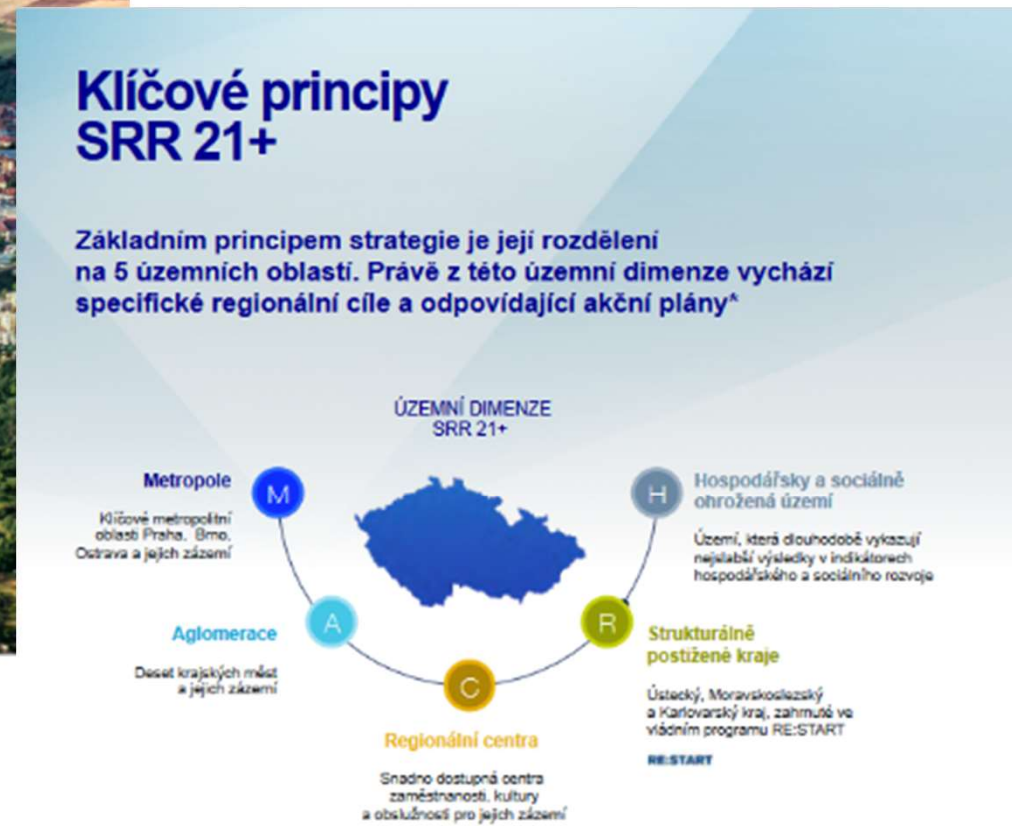 Klíčové principy
SRR 21+
Základním principem strategie je její rozdělení
na 5 územních oblastí. Právě z této územní dimenze vychází
specifické regionální cíle a odpovídající akční plány*
ÚZEMNÍ DIMENZE
SRR 21+
M
Metropole
Klíčové metropolitní
oblasti Praha, Brno,
Ostrava a jejich zázemí
A
Aglomerace
Deset krajských měst
a jejich zázemí
C
Regionální centra
Snadno dostupná centra
zaměstnanosti, kultury
a obslužnosti pro jejich zázemí
R
Strukturálně
postižené kraje
Ústecký, Moravskoslezský
a Karlovarský kraj, zahrnuté ve
vládním programu RE:START
RE:START
H
Hospodářsky a sociálně
ohrožená území
Území, která dlouhodobě vykazují
nejslabší výsledky v indikátorech
hospodářského a sociálního rozvoje